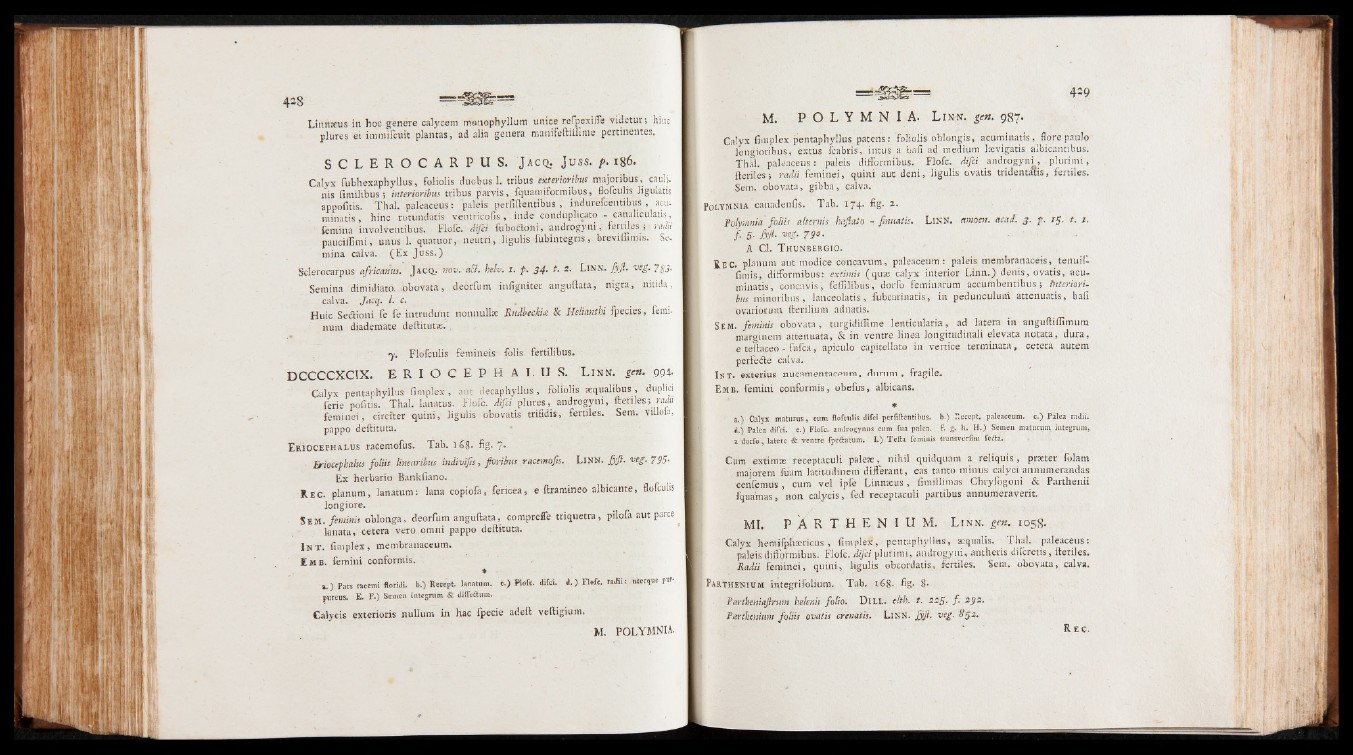 428
Linnæus in hoc genere calycem monophyllum unice reſpexiſſe videtur; hinc
plures et immiſcuit plantas, ad alia genera manifeſtiſſime pertinentes.
SCLEROCARPUS. JACQ. JUSS. p. 186.
Calyx ſubhexaphyllus, foliolis duobus l. tribus exterioribus majoribus, cauli-
nis ſimilibus; interioribus tribus parvis, ſquamiformibus, floſculis ligulatis
appoſitis. Thal. paleaceus: paleis perſiſtentibus, indureſcentibus, acu-
minatis, hinc rotundatis ventricoſis, inde conduplicato - canaliculatis,
ſemina involventibus. Floſc. diſci ſuboctoni, androgyni, fertiles; radii
pauciſſimi, unus l. quatuor, neutri, ligulis ſubintegris, breviſſimis. Se-
mina calva. (Ex Juss.)
Sclerocarpus africanus. JACQ. nov. act. helv. 1. p. 34. t. 2. LINN. ſyſt. veg. 783.
Semina dimidiato obovata, deorſum inſigniter anguſtata, nigra, nitida,
calva. Jacq. l. c.
Huic Sectioni ſe ſe intrudunt nonnullæ Rudbeckiæ & Helianthi ſpecies, ſemi-
num diademate deſtitutæ.
γ. Floſculis femineis ſolis fertilibus.
DCCCCXCIX. ERIOCEPHALUS. LINN. gen. 994.
Calyx pentaphyllus ſimplex, aut decaphyllus, foliolis æqualibus, duplici
ſerie poſitis. Thal. lanatus. Floſc. diſci plures, androgyni, ſteriles; radii
feminei, circiter quini, ligulis obovatis trifidis, fertiles. Sem. villoſa,
pappo deſtituta.
ERIOCEPHALUS racemoſus. Tab. 168. fig. 7.
Eriocephalus foliis linearibus indiviſis, floribus racemoſis. LINN. ſyſt. veg. 795.
Ex herbario Bankſiano.
REC. planum, lanatum: lana copioſa, ſericea, e ſtramineo albicante, floſculis
longiore.
SEM. feminis oblonga, deorſum anguſtata, compreſſe triquetra, piloſa aut parce
lanata, cetera vero omni pappo deſtituta.
INT. ſimplex, membranaceum.
EMB. ſemini conformis.
*
a.) Pars racemi floridi. b.) Recept. lanatum. c.) Floſc. diſci. d.) Floſc. radii: uterque pur-
pureus. E. F.) Semen integrum & diſſectum.
Calycis exterioris nullum in hac ſpecie adeſt veſtigium.
M. POLYMNIA.
429
M. POLYMNIA. LINN. gen. 987.
Calyx ſimplex pentaphyllus patens: foliolis oblongis, acuminatis, flore paulo
longioribus, extus ſcabris, intus a baſi ad medium lævigatis albicantibus.
Thal. paleaceus: paleis difformibus. Floſc. diſci androgyni, plurimi,
ſteriles; radii feminei, quini aut deni, ligulis ovatis tridentatis, fertiles.
Sem. obovata, gibba, calva.
POLYMNIA canadenſis. Tab. 174. fig. 2.
Polymnia foliis alternis haſtato - ſinuatis. LINN. amoen. acad. 3. p. 15. t. 1.
f. 5. ſyſt. veg. 790.
A Cl. THUNBERGIO.
REC. planum aut modice concavum, paleaceum: paleis membranaceis, tenuiſ-
ſimis, difformibus: extimis (quæ calyx interior Linn.) denis, ovatis, acu-
minatis, concavis, ſeſſilibus, dorſo feminarum accumbentibus; interiori-
bus minoribus, lanceolatis, ſubcarinatis, in pedunculum attenuatis, baſi
ovariorum ſterilium adnatis.
SEM. feminis obovata, turgidiſſime lenticularia, ad latera in anguſtiſſimum
marginem attenuata, & in ventre linea longitudinali elevata notata, dura,
e teſtaceo - fuſca, apiculo capitellato in vertice terminata, cetera autem
perfecte calva.
INT. exterius nucamentaceum, durum, fragile.
EMB. ſemini conformis, obeſus, albicans.
*
a.) Calyx maturus, cum floſculis diſci perſiſtentibus. b.) Recept. paleaceum. c.) Palea radii.
d.) Palea diſci. e.) Floſc. androgynus cum ſua palea. f. g. h. H.) Semen maturum integrum,
a dorſo, latere & ventre ſpectatum. I.) Teſta ſeminis transverſim ſecta.
Cum extimæ receptaculi paleæ, nihil quidquam a reliquis, præter ſolam
majorem ſuam latitudinem differant, eas tanto minus calyci annumerandas
cenſemus, cum vel ipſe Linnæus, ſimillimas Chryſogoni & Parthenii
ſquamas, non calycis, ſed receptaculi partibus annumeraverit.
MI. PARTHENIUM. LINN. gen. 1058.
Calyx hemiſphæricus, ſimplex, pentaphyllus, æqualis. Thal. paleaceus:
paleis difformibus. Floſc. diſci plurimi, androgyni, antheris diſcretis, ſteriles.
Radii feminei, quini, ligulis obcordatis, fertiles. Sem. obovata, calva.
PARTHENIUM integrifolium. Tab. 168. fig. 8.
Partheniaſtrum helenii folio. DILL. elth. t. 225. f. 292.
Parthenium foliis ovatis crenatis. LINN. ſyſt. veg. 852.
REC.